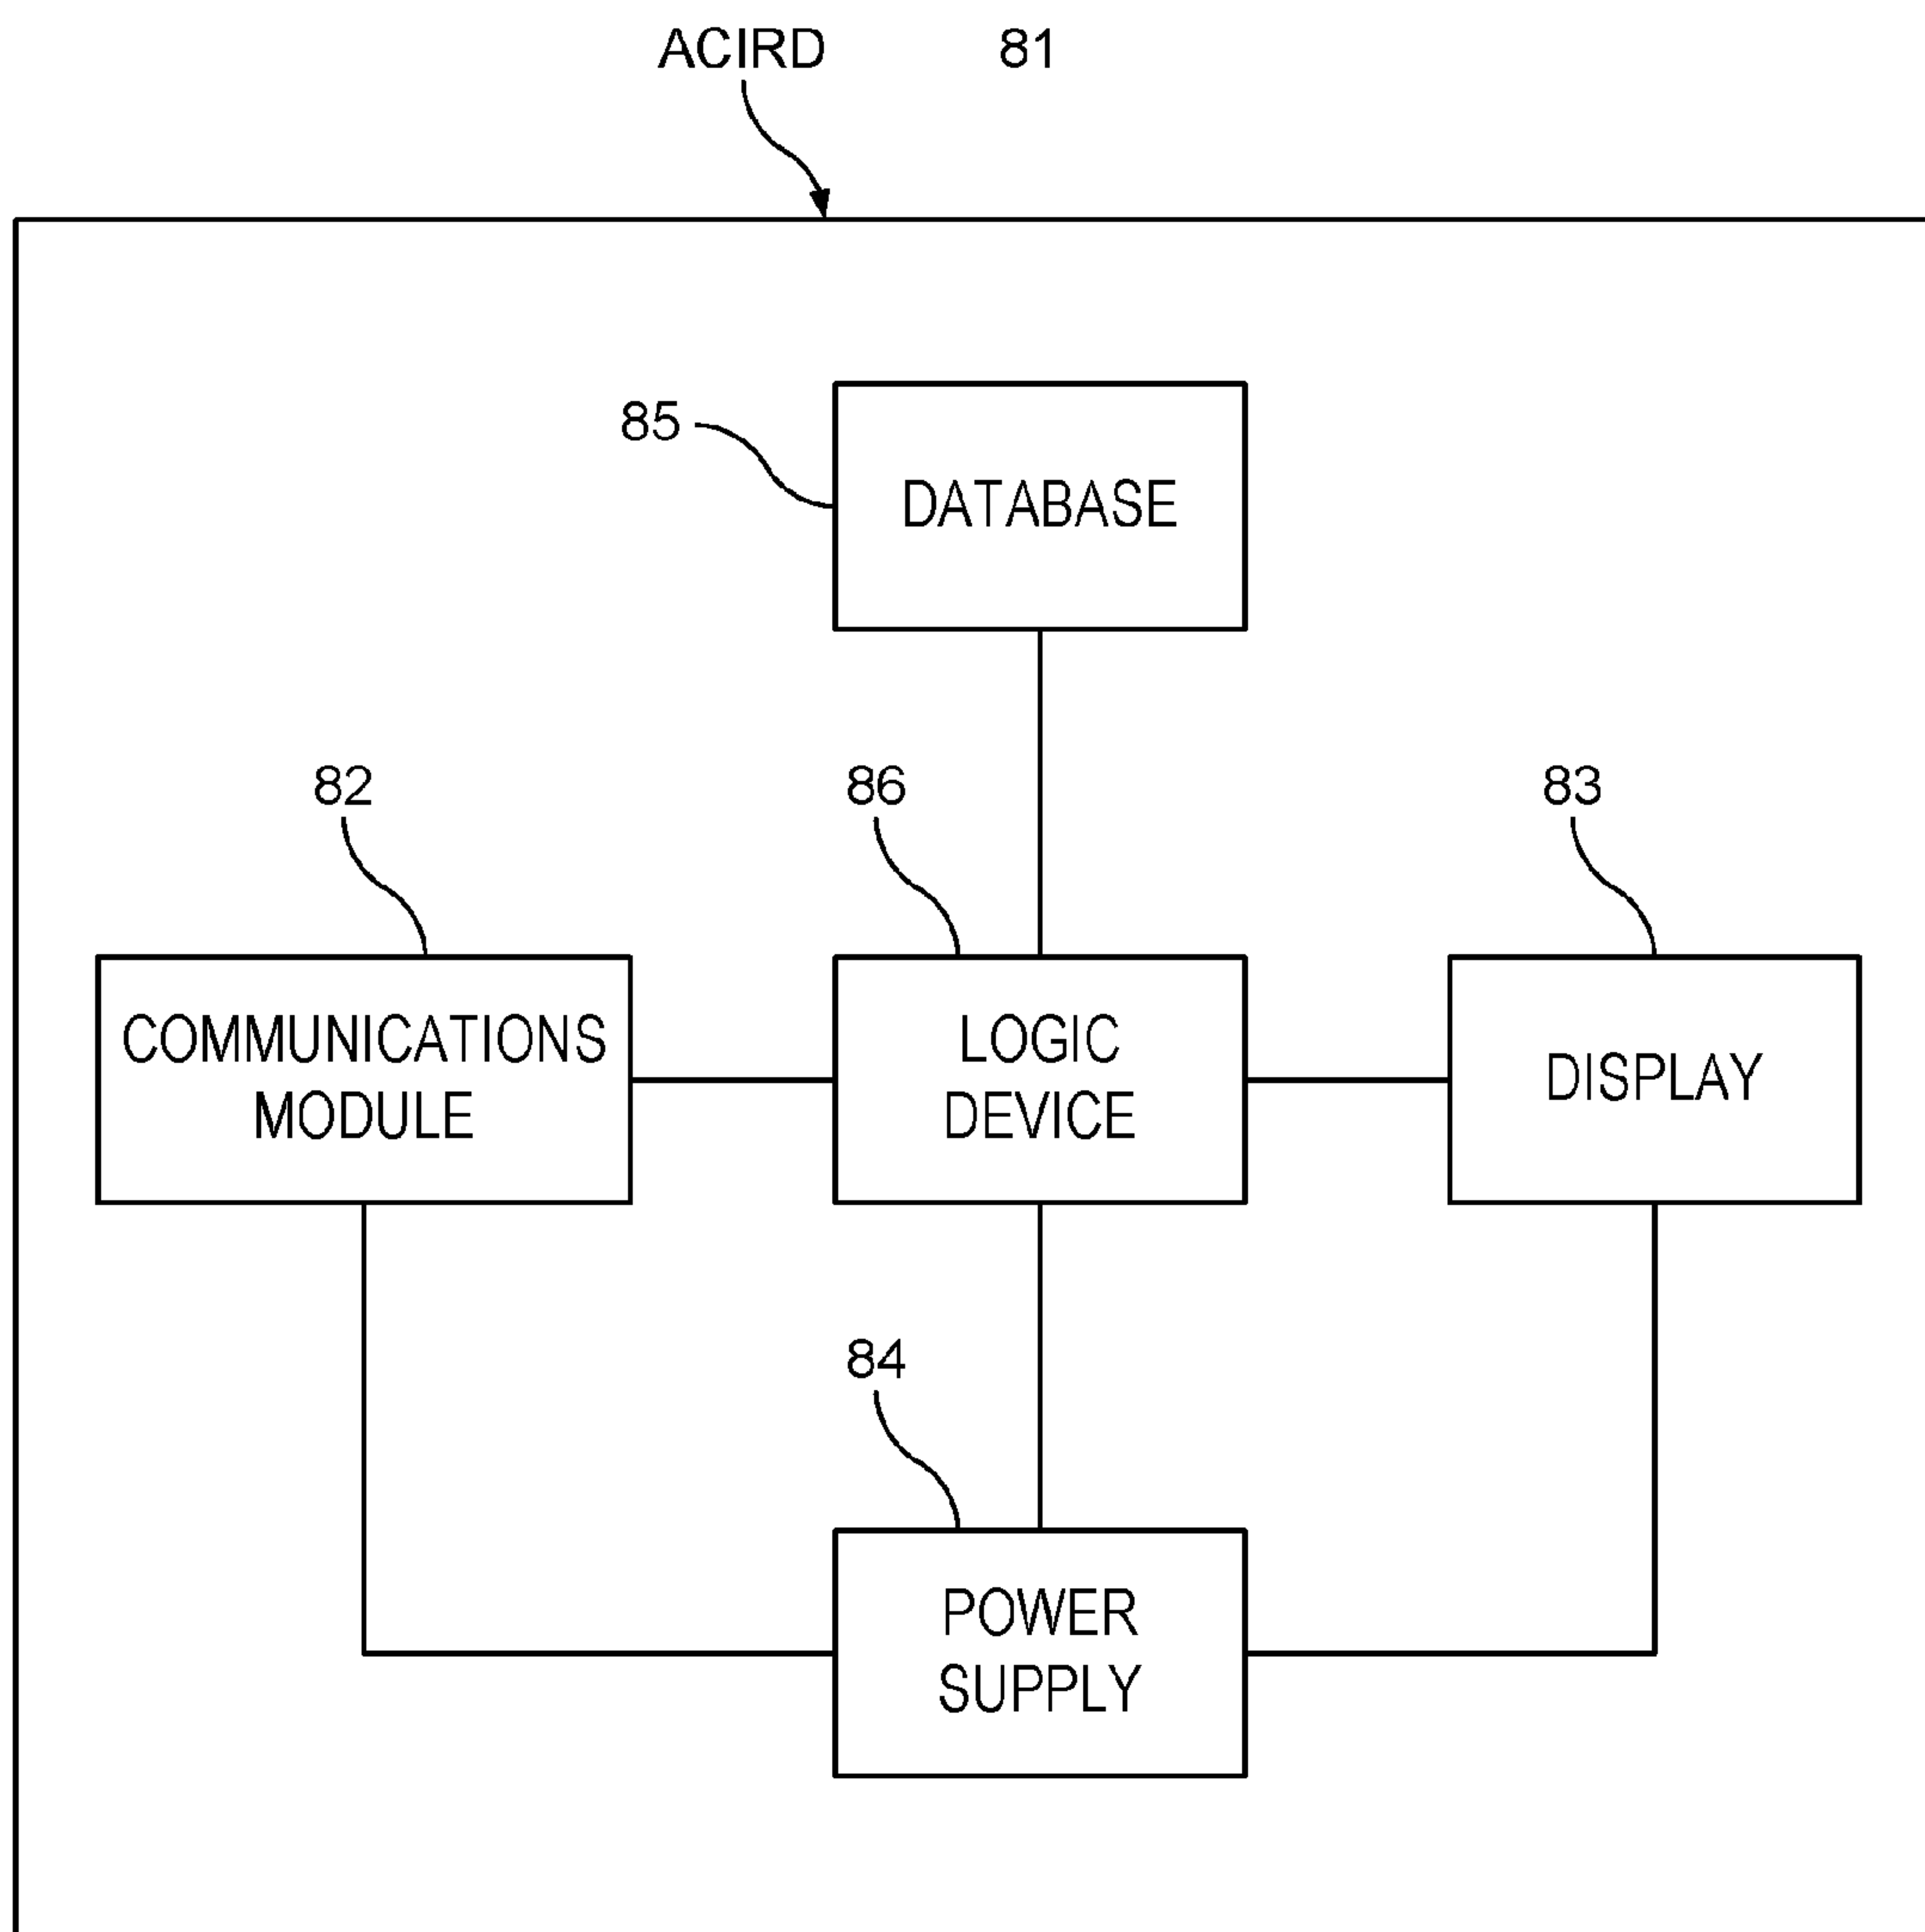 ACIRD 81
85
DATABASE
82
86
83
COMMUNICATIONS
MODULE
LOGIC
DEVICE
DISPLAY
84
POWER
SUPPLY